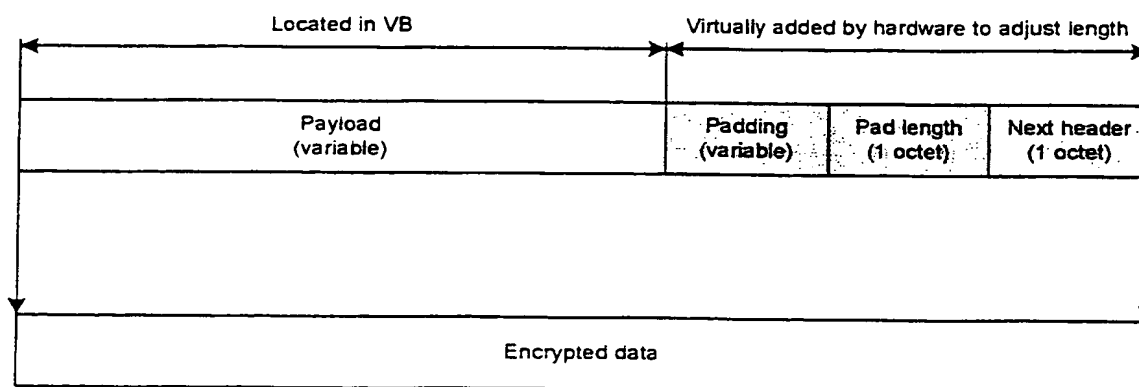 Located in VB
Virtually added by hardware to adjust length
Payload
(variable)
Padding
(variable)
Pad length
(1 octet)
Next header
(1 octet)
Encrypted data